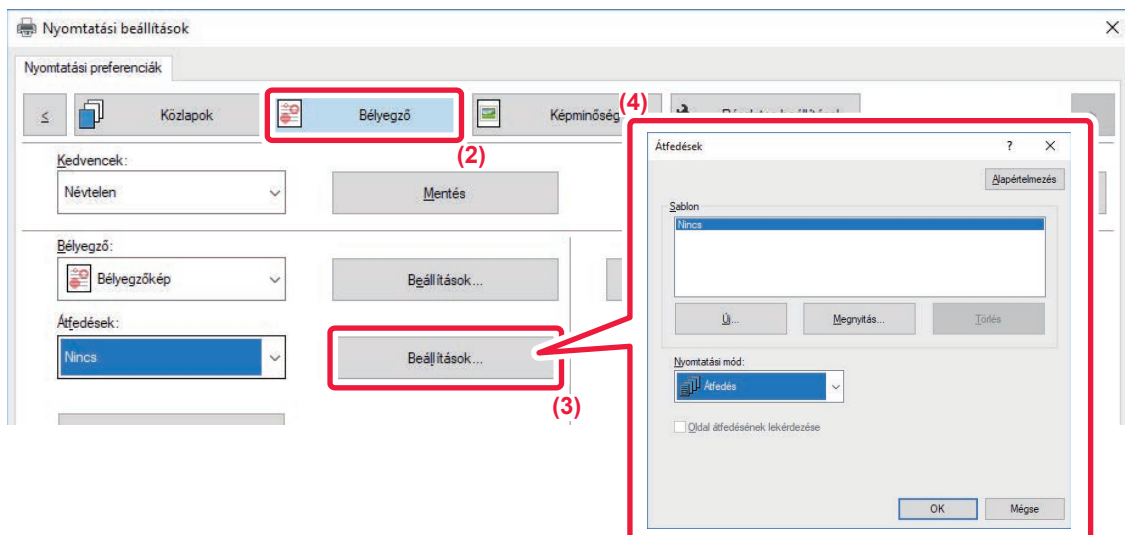 Nyomtatási beállítások
Nyomtatási preferenciák
<
Közlapok
Bélyegző
Képminőség
(4)
(2)
Kedvencek:
Névtelen
Mentés
Bélyegző:
Bélyegzőkép
Beállítások...
Átfedések:
Nincs
Beállítások...
(3)
Átfedések
?
Alapértelmezés
Sablon
Nincs
Új...
Megnyitás...
Törlés
Nyomtatási mód:
Átfedés
Oldal átfedésének lekérdezése
OK
Mégse